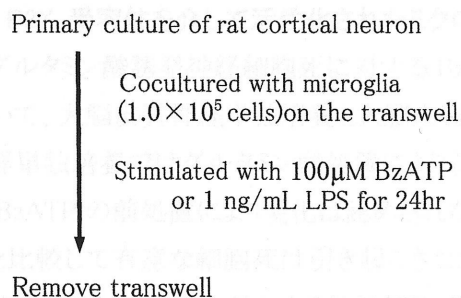 Primary culture of rat cortical neuron
Cocultured with microglia
(1.0×10⁵ cells)on the transwell
Stimulated with 100μM BzATP
or 1 ng/mL LPS for 24hr
Remove transwell